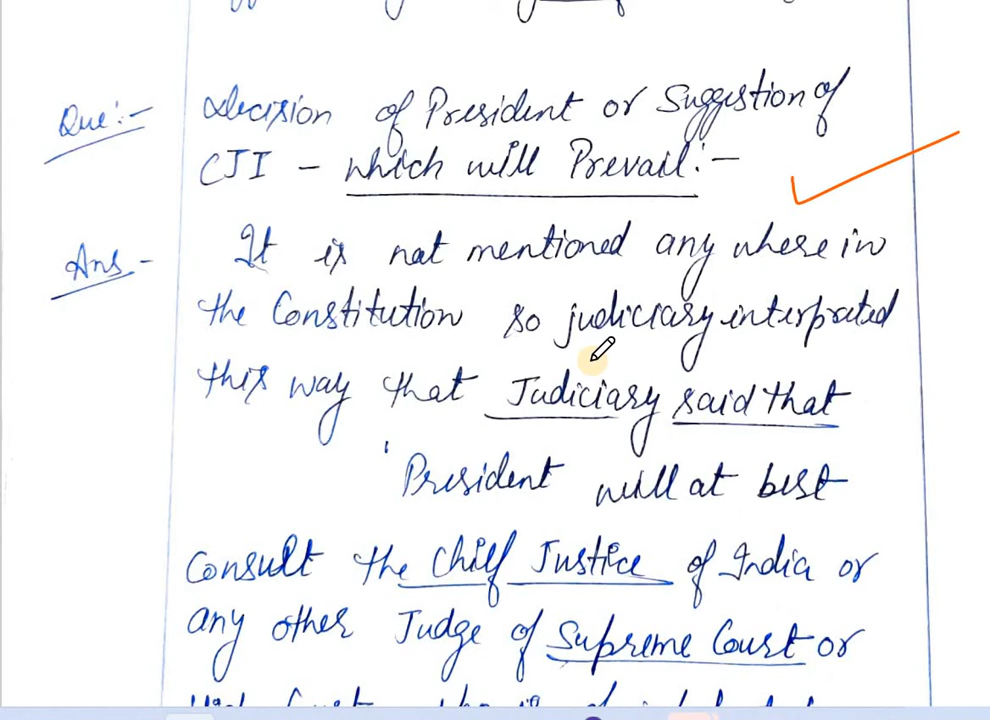 Que:- Decision of President or Suggestion of
CJI - which will Prevail:-
Ans - It is not mentioned any where in
the Constitution so judiciary interprated
this way that Judiciary said that
'President will at best
Consult the Chief Justice of India or
any other Judge of Supreme Court or